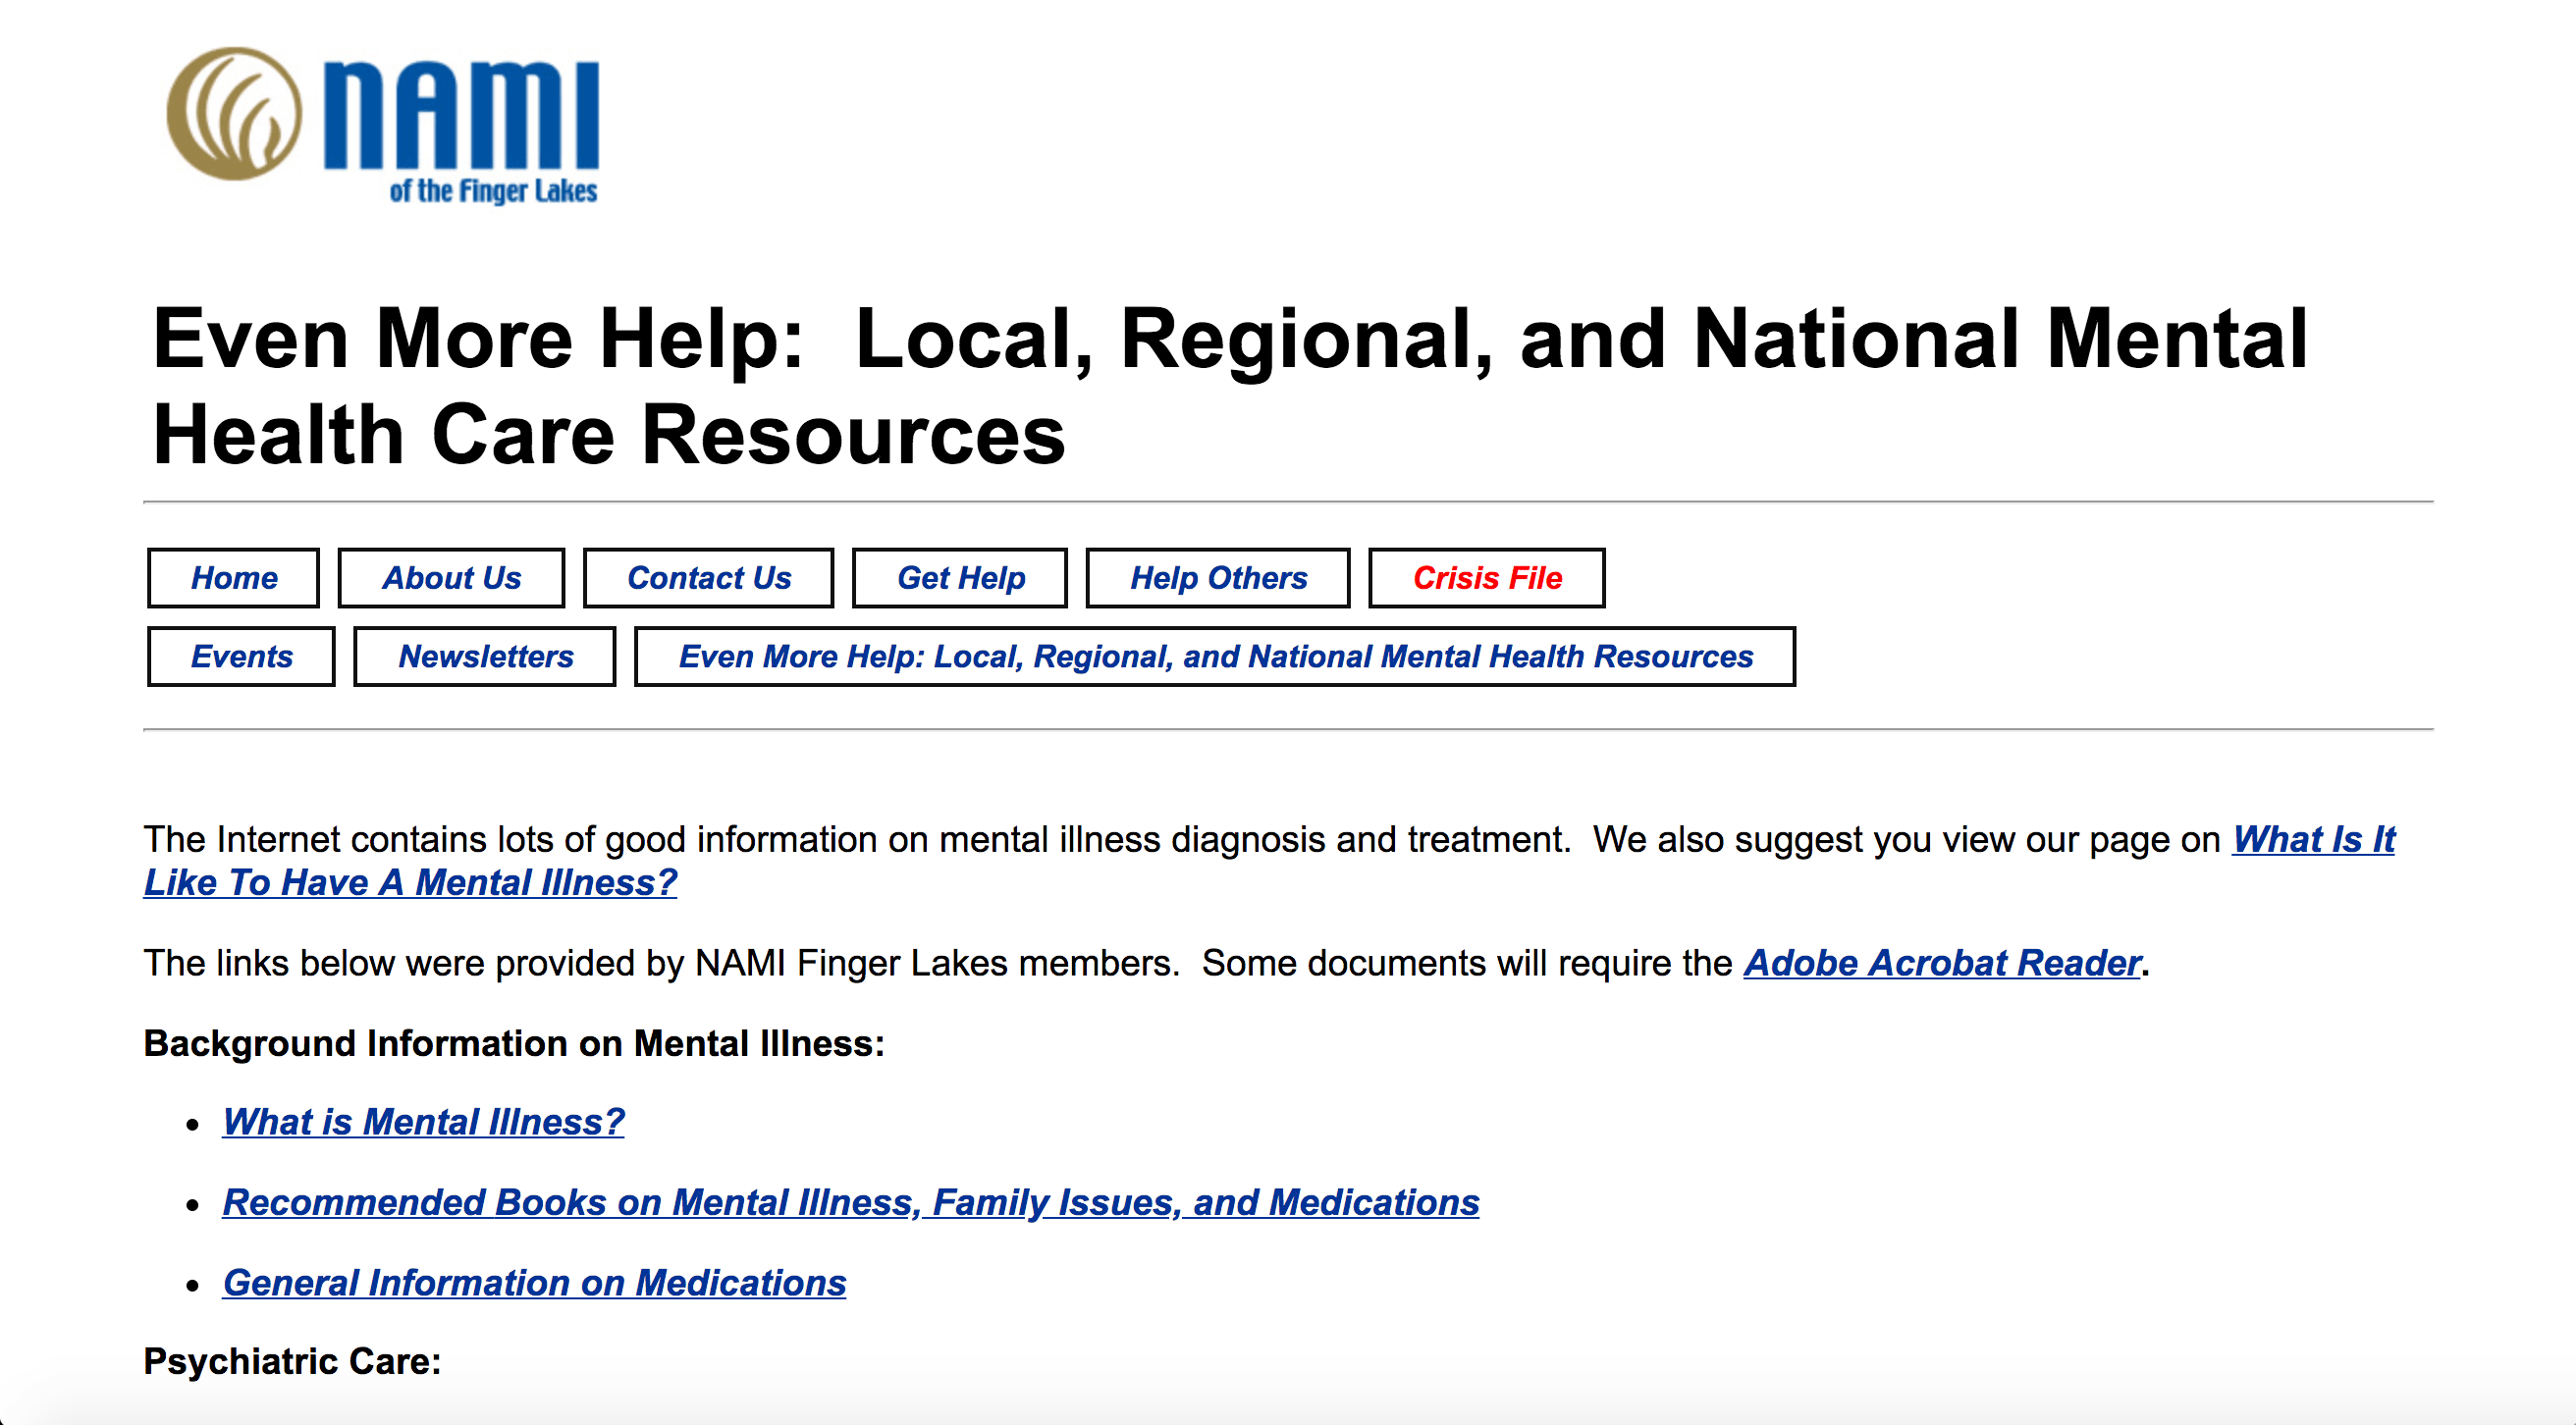 NAMI
of the Finger Lakes
Even More Help:  Local, Regional, and National Mental
Health Care Resources
Home About Us Contact Us Get Help Help Others Crisis File
Events Newsletters Even More Help: Local, Regional, and National Mental Health Resources
The Internet contains lots of good information on mental illness diagnosis and treatment.  We also suggest you view our page on What Is It
Like To Have A Mental Illness?
The links below were provided by NAMI Finger Lakes members.  Some documents will require the Adobe Acrobat Reader.
Background Information on Mental Illness:
• What is Mental Illness?
• Recommended Books on Mental Illness, Family Issues, and Medications
• General Information on Medications
Psychiatric Care: